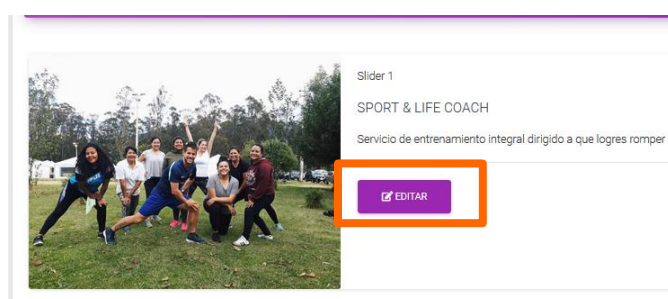 Slider 1
SPORT & LIFE COACH
Servicio de entrenamiento integral dirigido a que logres romper
EDITAR